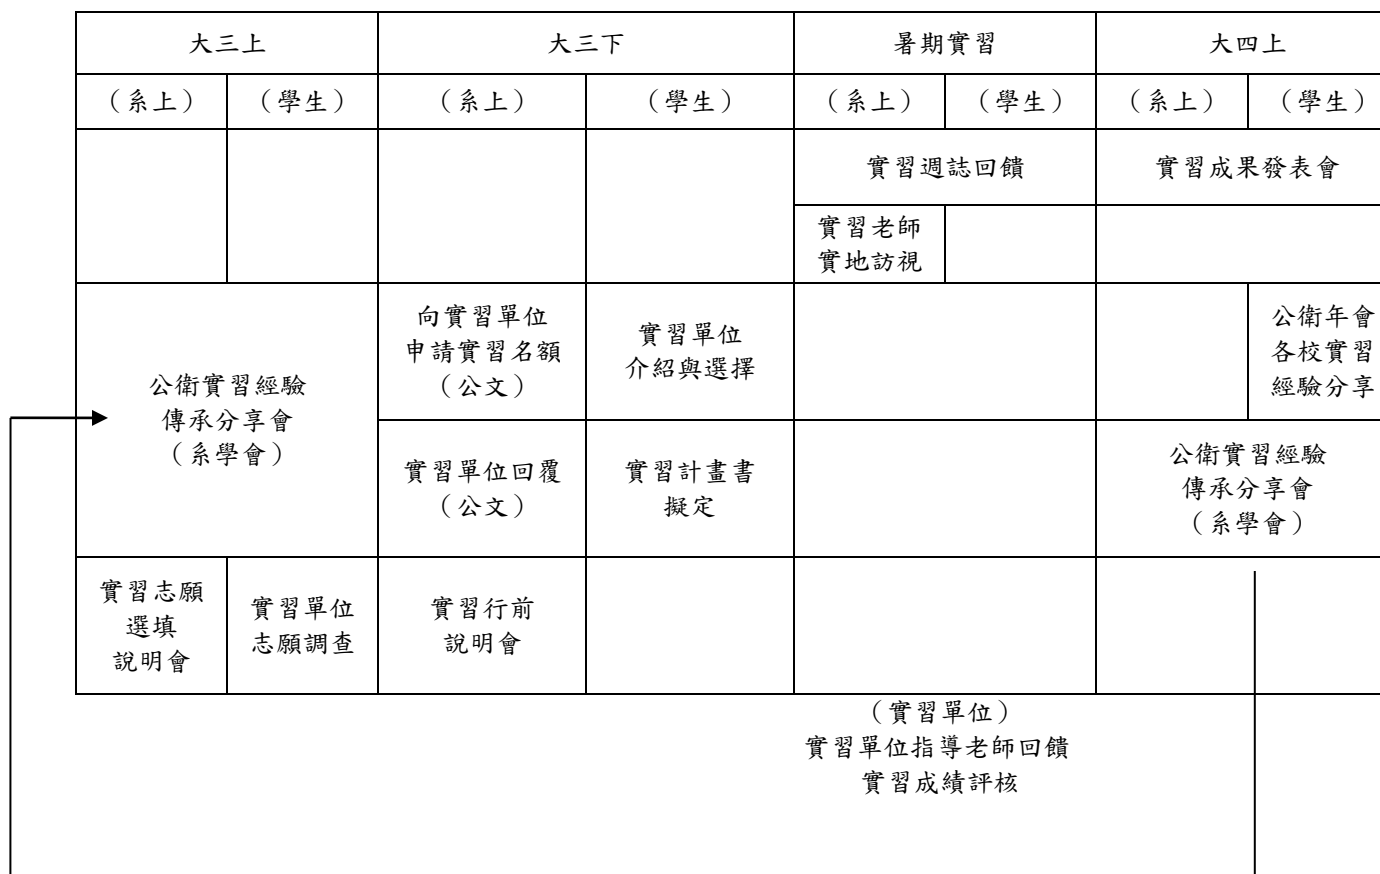 大三上
大三下
暑期實習
大四上
（系上）
（學生）
（系上）
（學生）
（系上）
（學生）
（系上）
（學生）
實習週誌回饋
實習成果發表會
實習老師
實地訪視
公衛實習經驗
傳承分享會
（系學會）
向實習單位
申請實習名額
（公文）
實習單位
介紹與選擇
公衛年會
各校實習
經驗分享
實習單位回覆
（公文）
實習計畫書
擬定
公衛實習經驗
傳承分享會
（系學會）
實習志願
選填
說明會
實習單位
志願調查
實習行前
說明會
（實習單位）
實習單位指導老師回饋
實習成績評核